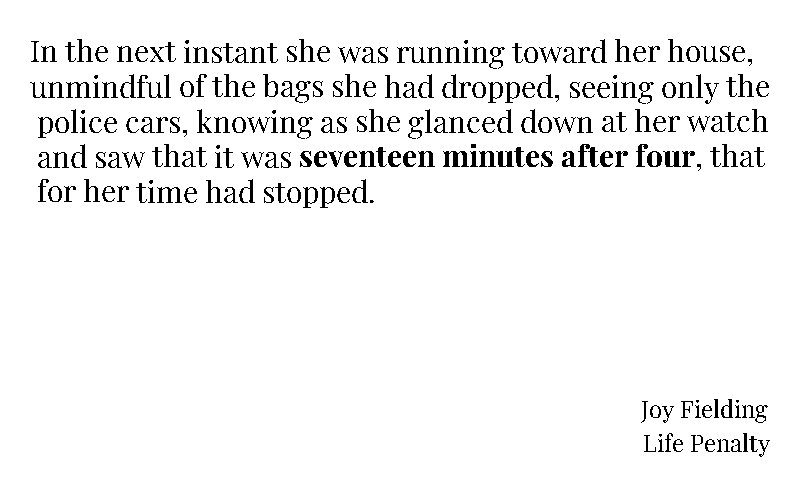 In the next instant she was running toward her house,
unmindful of the bags she had dropped, seeing only the
police cars, knowing as she glanced down at her watch
and saw that it was seventeen minutes after four, that
for her time had stopped.
Joy Fielding
Life Penalty